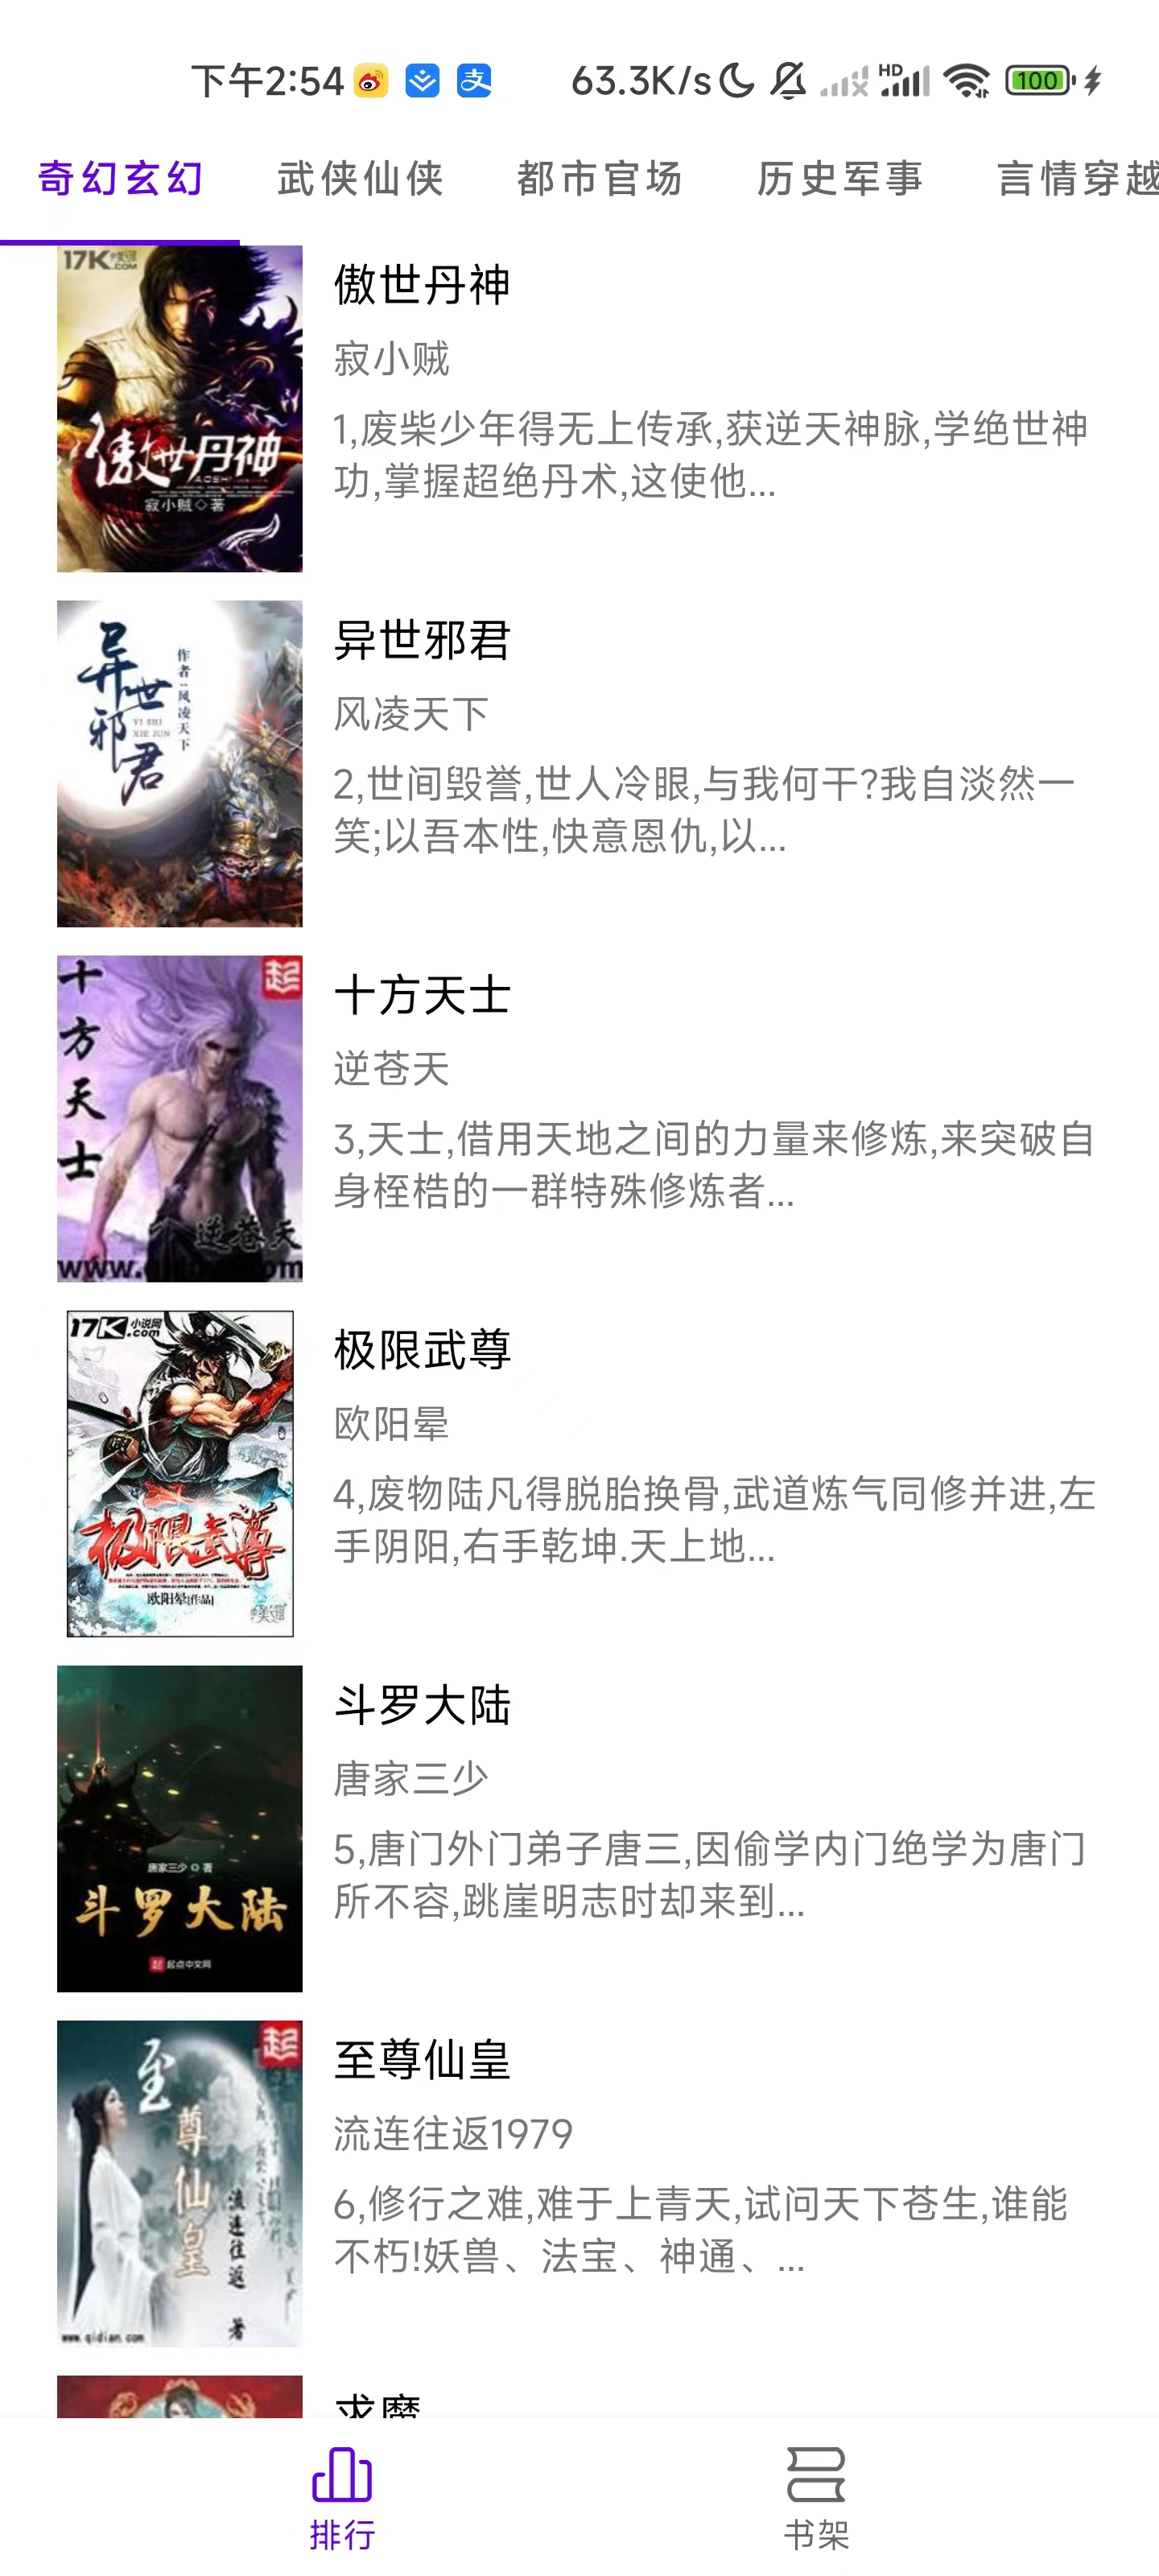 下午2:54 63.3K/s HD 100
奇幻玄幻 武侠仙侠 都市官场 历史军事 言情穿越
17K
.COM
傲世丹神
寂小贼◇著
傲世丹神
寂小贼
1,废柴少年得无上传承,获逆天神脉,学绝世神
功,掌握超绝丹术,这使他...
异世邪君
作者:风凌天下
YI SHI
XIE JUN
异世邪君
风凌天下
2,世间毁誉,世人冷眼,与我何干?我自淡然一
笑;以吾本性,快意恩仇,以...
十方天士
起
逆苍天
十方天士
逆苍天
3,天士,借用天地之间的力量来修炼,来突破自
身桎梏的一群特殊修炼者...
17K小说网
.com
极限武尊
欧阳晕[作品]
极限武尊
欧阳晕
4,废物陆凡得脱胎换骨,武道炼气同修并进,左
手阴阳,右手乾坤.天上地...
唐家三少 著
斗罗大陆
起点中文网
斗罗大陆
唐家三少
5,唐门外门弟子唐三,因偷学内门绝学为唐门
所不容,跳崖明志时却来到...
起
至尊仙皇
流连往返 著
www.qidian.com
至尊仙皇
流连往返1979
6,修行之难,难于上青天,试问天下苍生,谁能
不朽!妖兽、法宝、神通、...
求魔
排行 书架